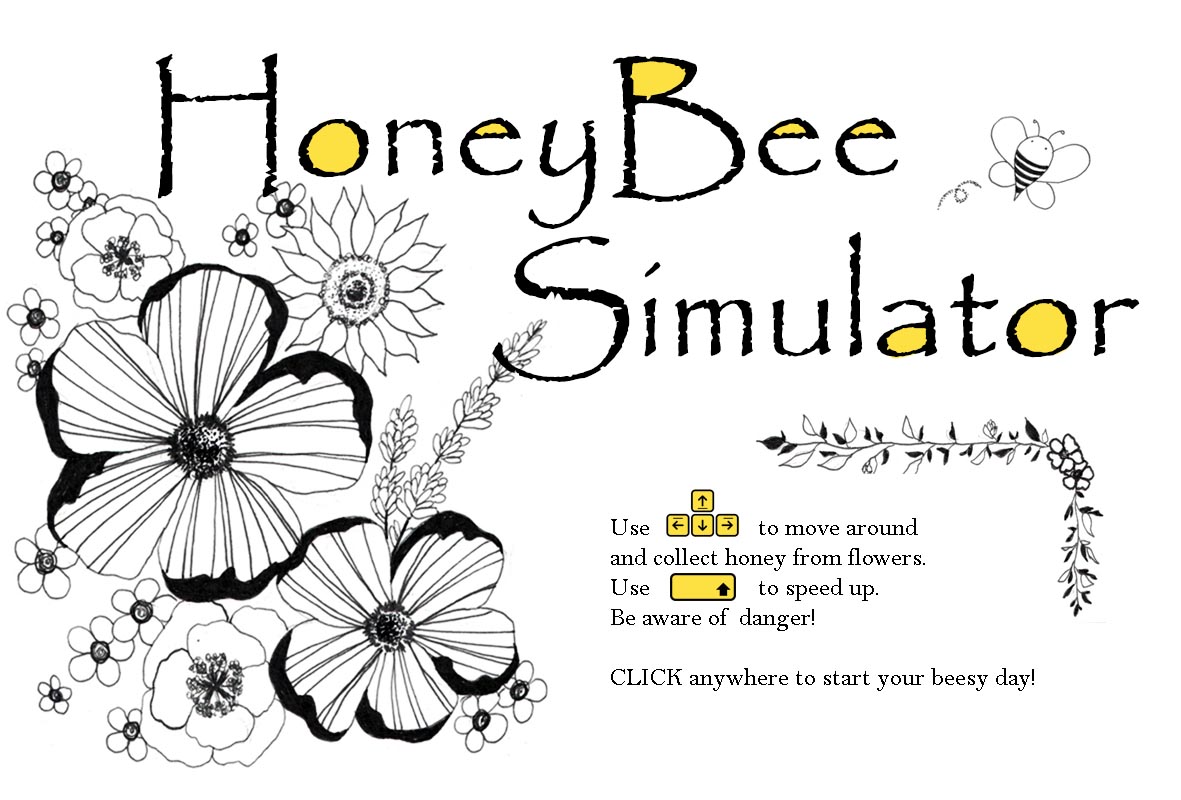 HoneyBee
Simulator
Use ↑ ← ↓ → to move around
and collect honey from flowers.
Use ⬆ to speed up.
Be aware of danger!
CLICK anywhere to start your beesy day!